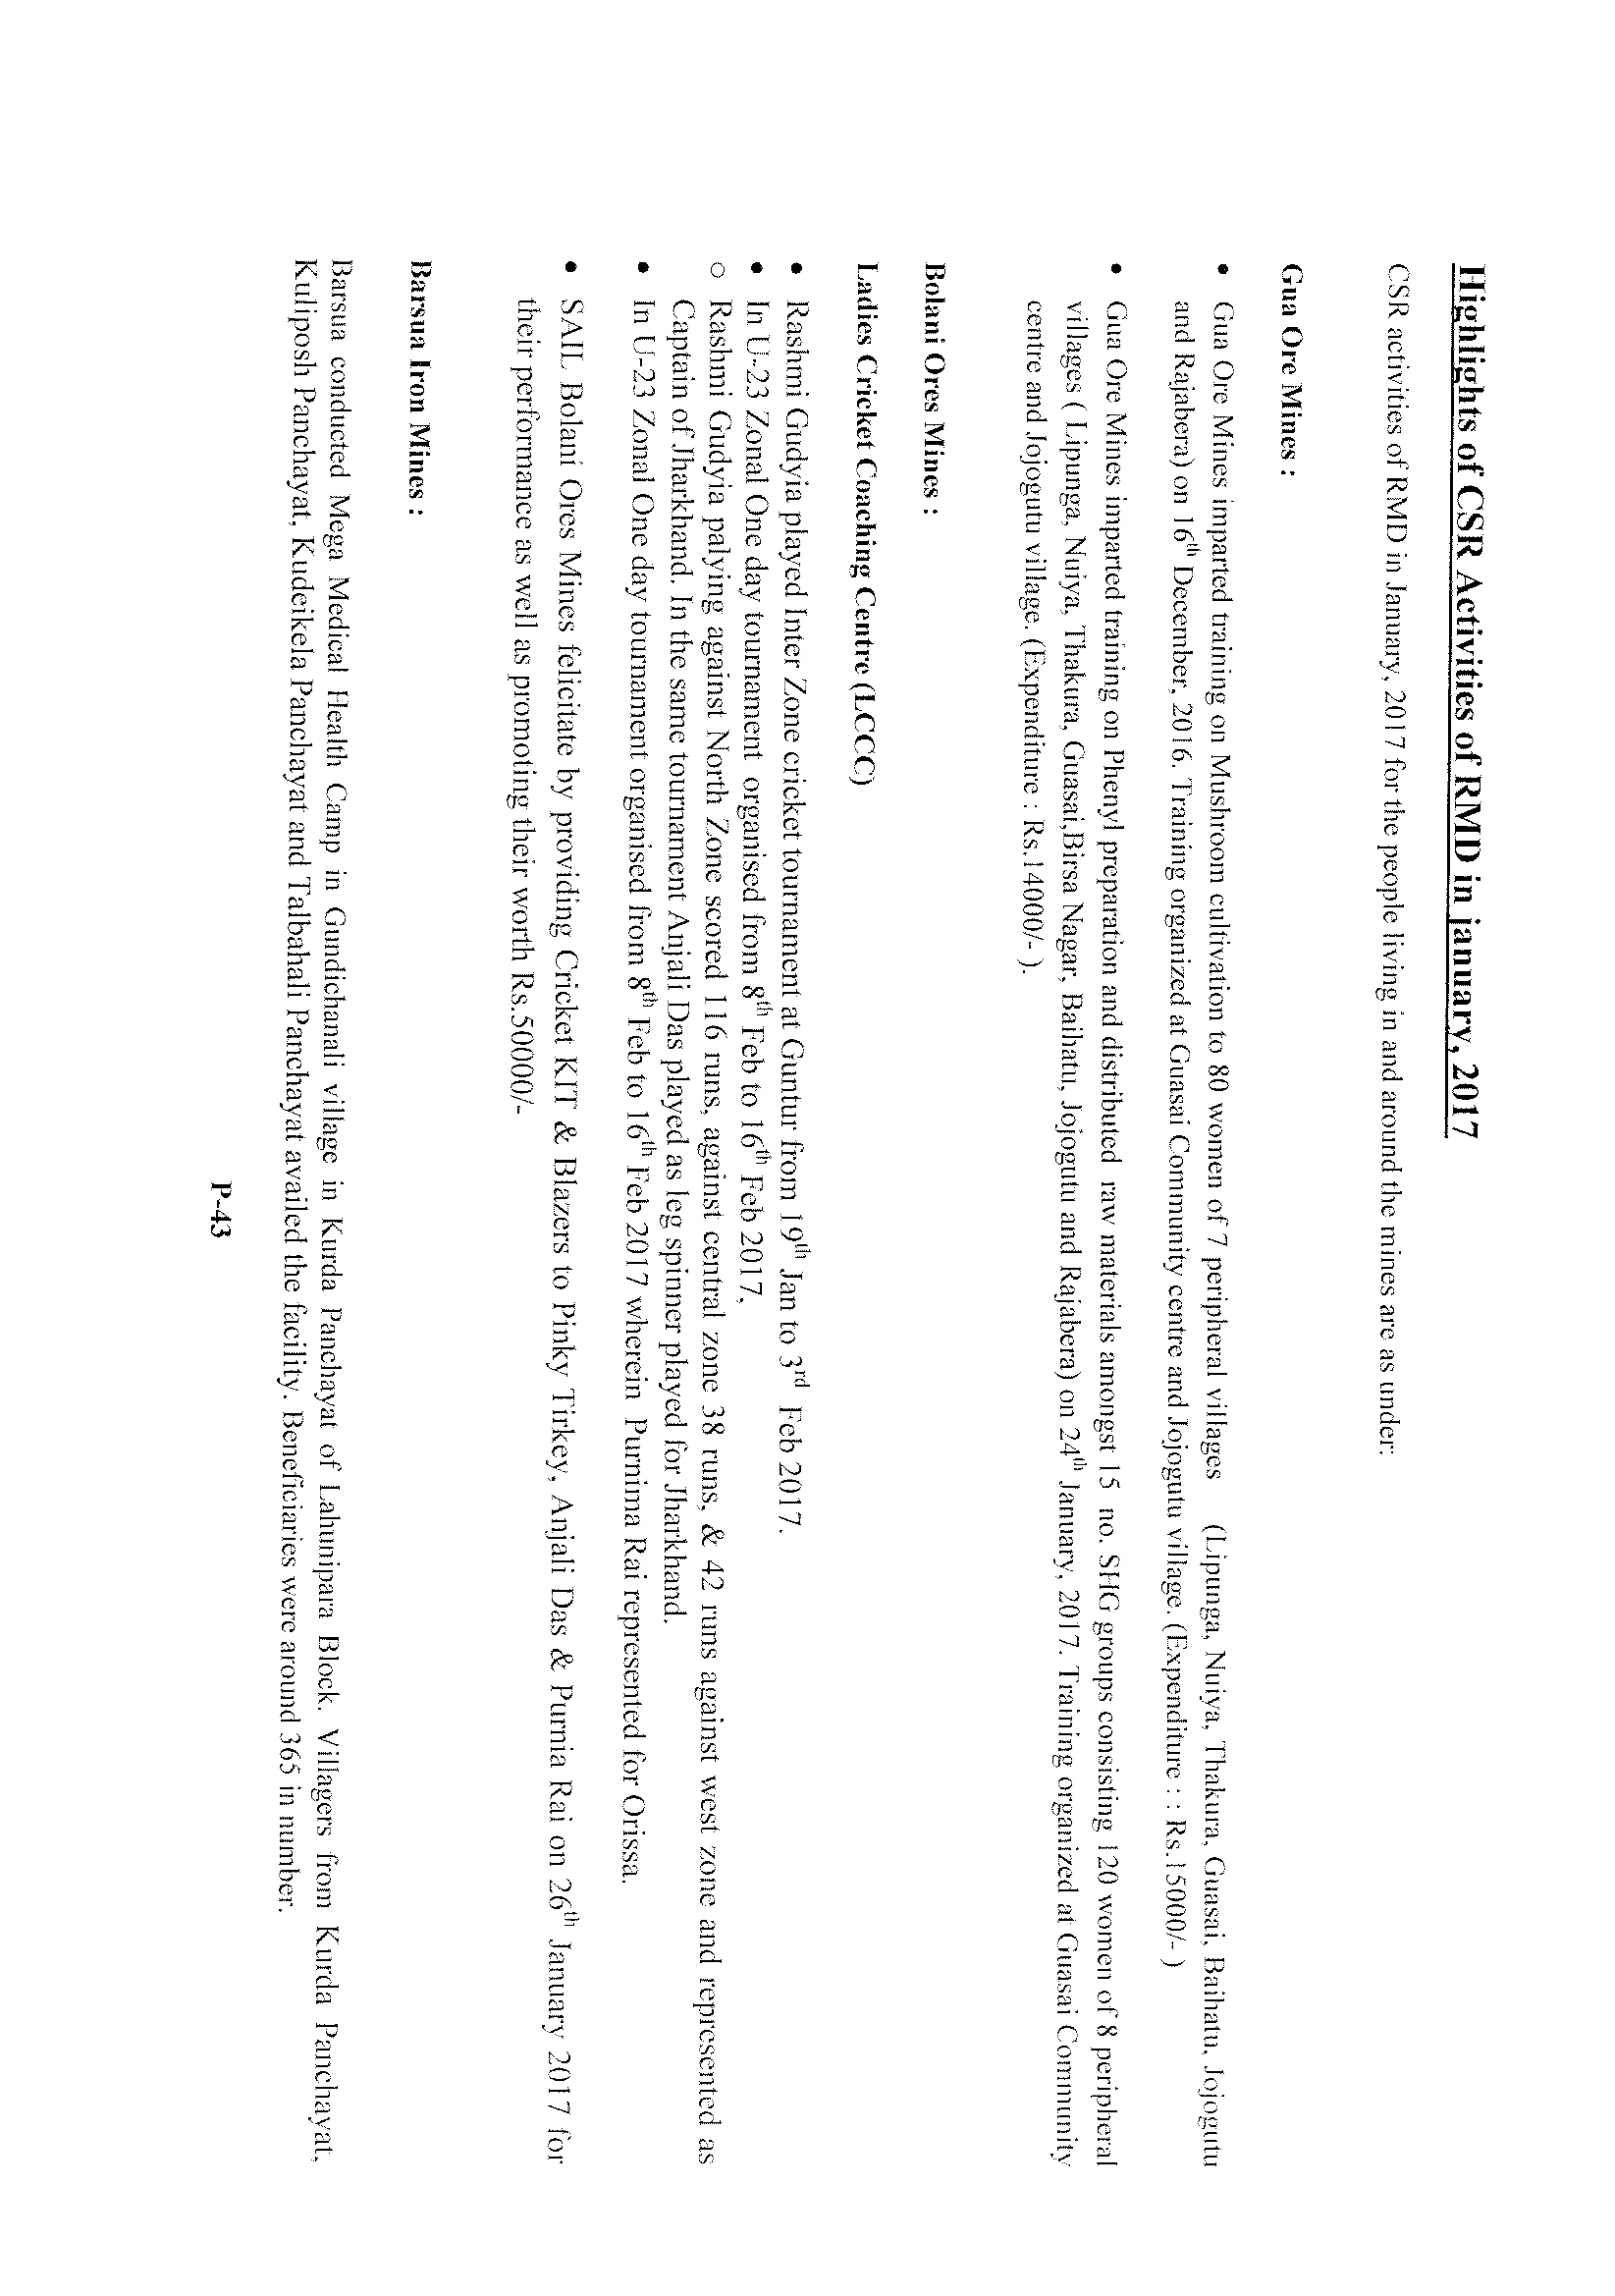 Highlights of CSR Activities of RMD in january, 2017
CSR activities of RMD in January, 2017 for the people living in and around the mines are as under:
Gua Ore Mines :
• Gua Ore Mines imparted training on Mushroom cultivation to 80 women of 7 peripheral villages (Lipunga, Nuiya, Thakura, Guasai, Baihatu, Jojogutu
and Rajabera) on 16th December, 2016. Training organized at Guasai Community centre and Jojogutu village. (Expenditure : : Rs.15000/- )
• Gua Ore Mines imparted training on Phenyl preparation and distributed raw materials amongst 15 no. SHG groups consisting 120 women of 8 peripheral
villages ( Lipunga, Nuiya, Thakura, Guasai,Birsa Nagar, Baihatu, Jojogutu and Rajabera) on 24th January, 2017. Training organized at Guasai Community
centre and Jojogutu village. (Expenditure : Rs.14000/- ).
Bolani Ores Mines :
Ladies Cricket Coaching Centre (LCCC)
• Rashmi Gudyia played Inter Zone cricket tournament at Guntur from 19th Jan to 3rd Feb 2017.
• In U-23 Zonal One day tournament organised from 8th Feb to 16th Feb 2017,
○ Rashmi Gudyia palying against North Zone scored 116 runs, against central zone 38 runs, & 42 runs against west zone and represented as
Captain of Jharkhand. In the same tournament Anjali Das played as leg spinner played for Jharkhand.
• In U-23 Zonal One day tournament organised from 8th Feb to 16th Feb 2017 wherein Purnima Rai represented for Orissa.
• SAIL Bolani Ores Mines felicitate by providing Cricket KIT & Blazers to Pinky Tirkey, Anjali Das & Purnia Rai on 26th January 2017 for
their performance as well as promoting their worth Rs.50000/-
Barsua Iron Mines :
Barsua conducted Mega Medical Health Camp in Gundichanali village in Kurda Panchayat of Lahunipara Block. Villagers from Kurda Panchayat,
Kuliposh Panchayat, Kudeikela Panchayat and Talbahali Panchayat availed the facility. Beneficiaries were around 365 in number.
P-43